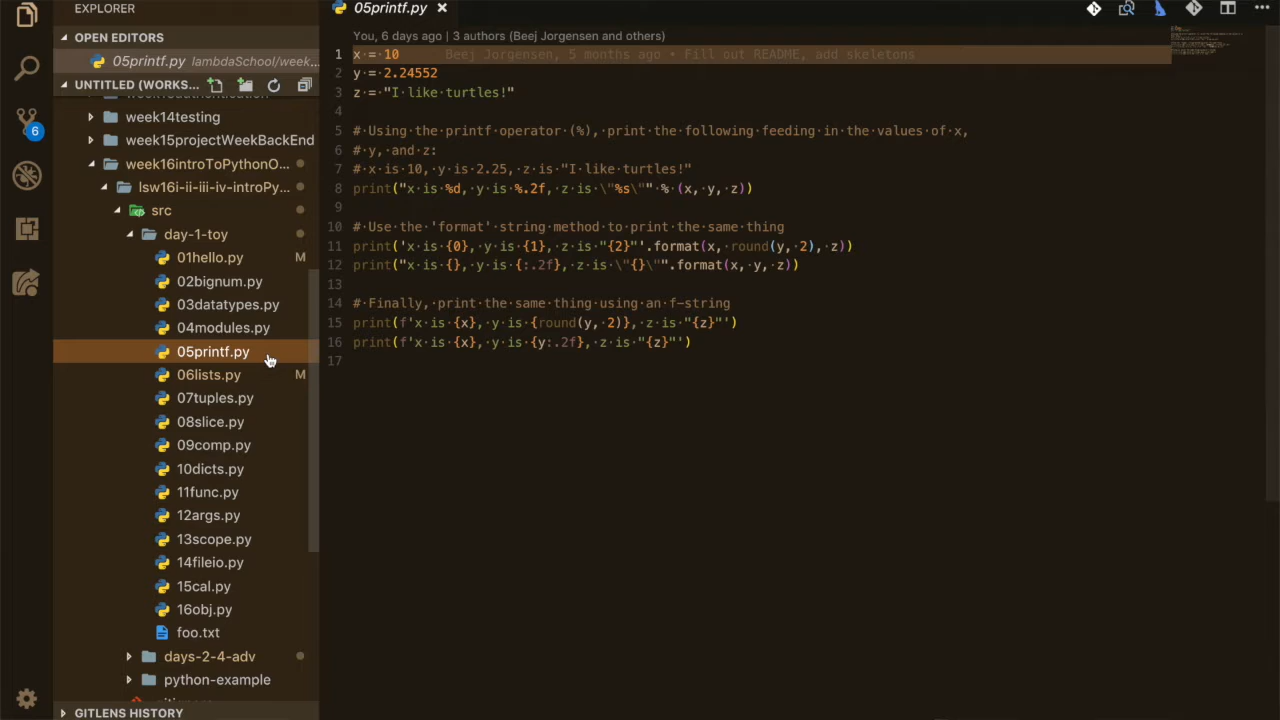 EXPLORER
OPEN EDITORS
05printf.py lambdaSchool/week...
UNTITLED (WORKS...
week14testing
week15projectWeekBackEnd
week16introToPythonO...
lsw16i-ii-iii-iv-introPy...
src
day-1-toy
01hello.py M
02bignum.py
03datatypes.py
04modules.py
05printf.py
06lists.py M
07tuples.py
08slice.py
09comp.py
10dicts.py
11func.py
12args.py
13scope.py
14fileio.py
15cal.py
16obj.py
foo.txt
days-2-4-adv
python-example
GITLENS HISTORY
6
05printf.py
You, 6 days ago | 3 authors (Beej Jorgensen and others)
1 x = 10 Beej Jorgensen, 5 months ago • Fill out README, add skeletons
2 y = 2.24552
3 z = "I like turtles!"
4
5 # Using the printf operator (%), print the following feeding in the values of x,
6 # y, and z:
7 # x is 10, y is 2.25, z is "I like turtles!"
8 print("x is %d, y is %.2f, z is \"%s\"" % (x, y, z))
9
10 # Use the 'format' string method to print the same thing
11 print('x is {0}, y is {1}, z is "{2}"'.format(x, round(y, 2), z))
12 print("x is {}, y is {:.2f}, z is \"{}\"".format(x, y, z))
13
14 # Finally, print the same thing using an f-string
15 print(f'x is {x}, y is {round(y, 2)}, z is "{z}"')
16 print(f'x is {x}, y is {y:.2f}, z is "{z}"')
17